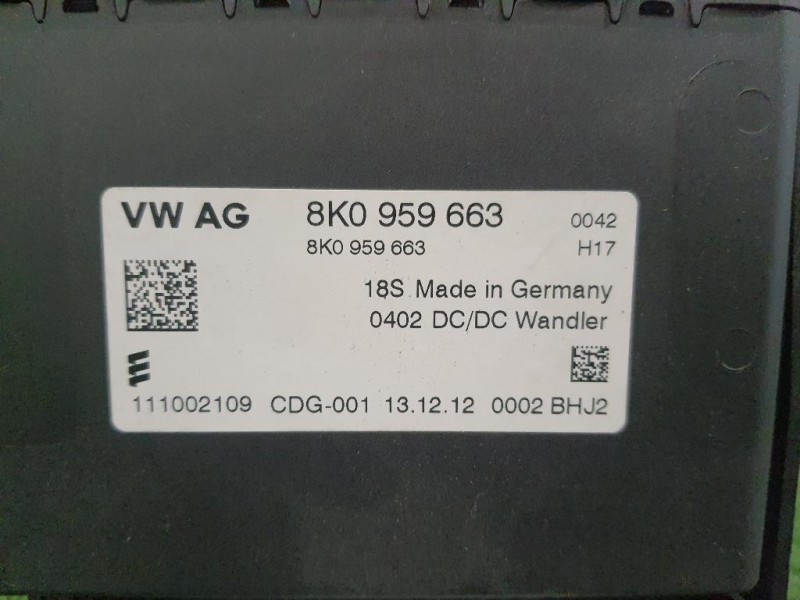 VW AG 8K0 959 663 0042
8K0 959 663 H17
18S Made in Germany
0402 DC/DC Wandler
111002109 CDG-001 13.12.12 0002 BHJ2